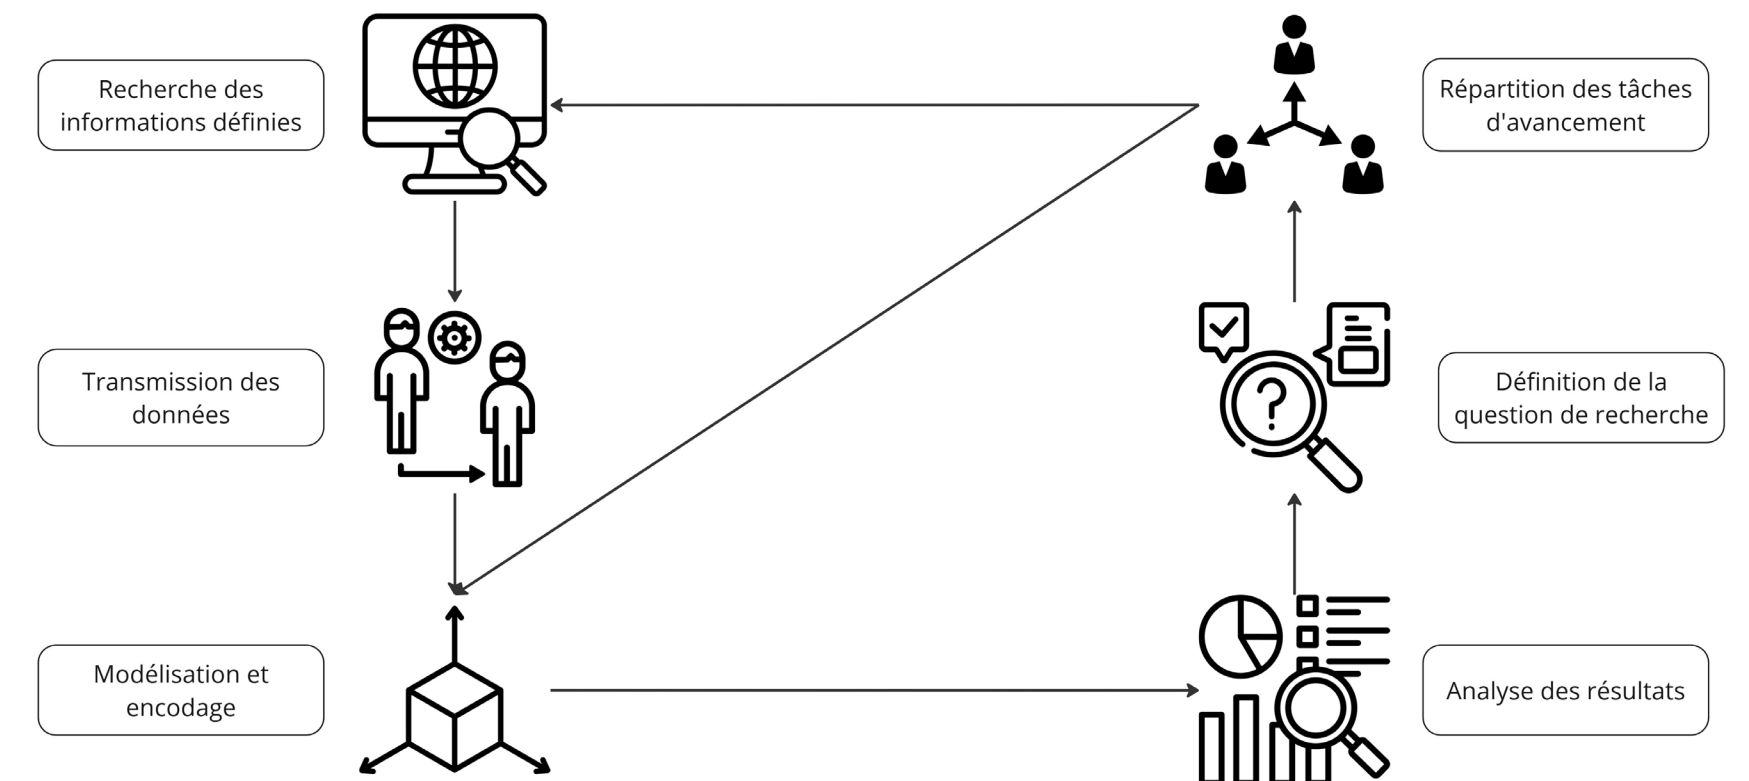 Recherche des
informations définies
Répartition des tâches
d'avancement
Transmission des
données
Définition de la
question de recherche
Modélisation et
encodage
Analyse des résultats